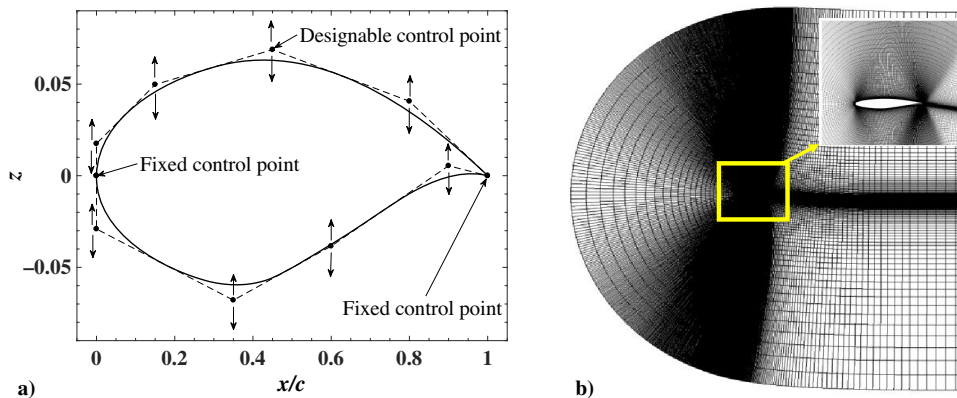 Designable control point
0.05
Fixed control point
z
0
−0.05
Fixed control point
0
0.2
0.4
0.6
0.8
1
a)
x/c
b)